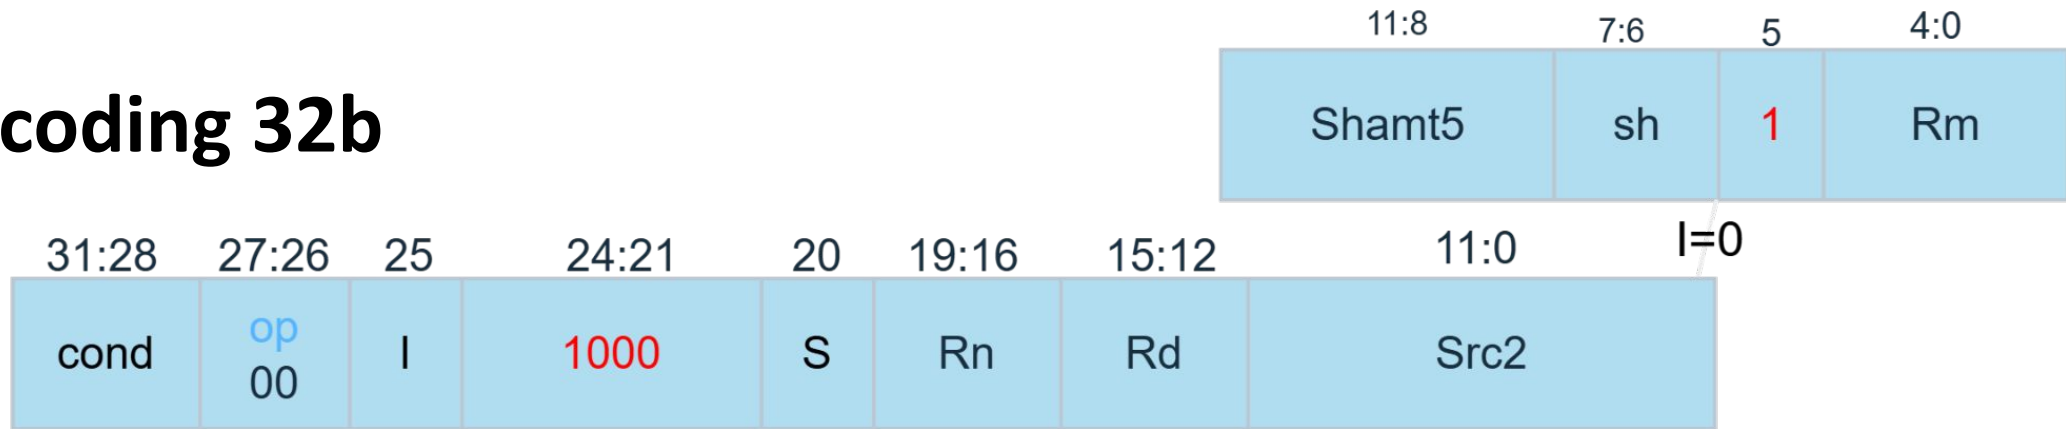 11:8 7:6 5 4:0
Shamt5 sh 1 Rm
coding 32b
I=0
31:28 27:26 25 24:21 20 19:16 15:12 11:0
cond op 00 I 1000 S Rn Rd Src2